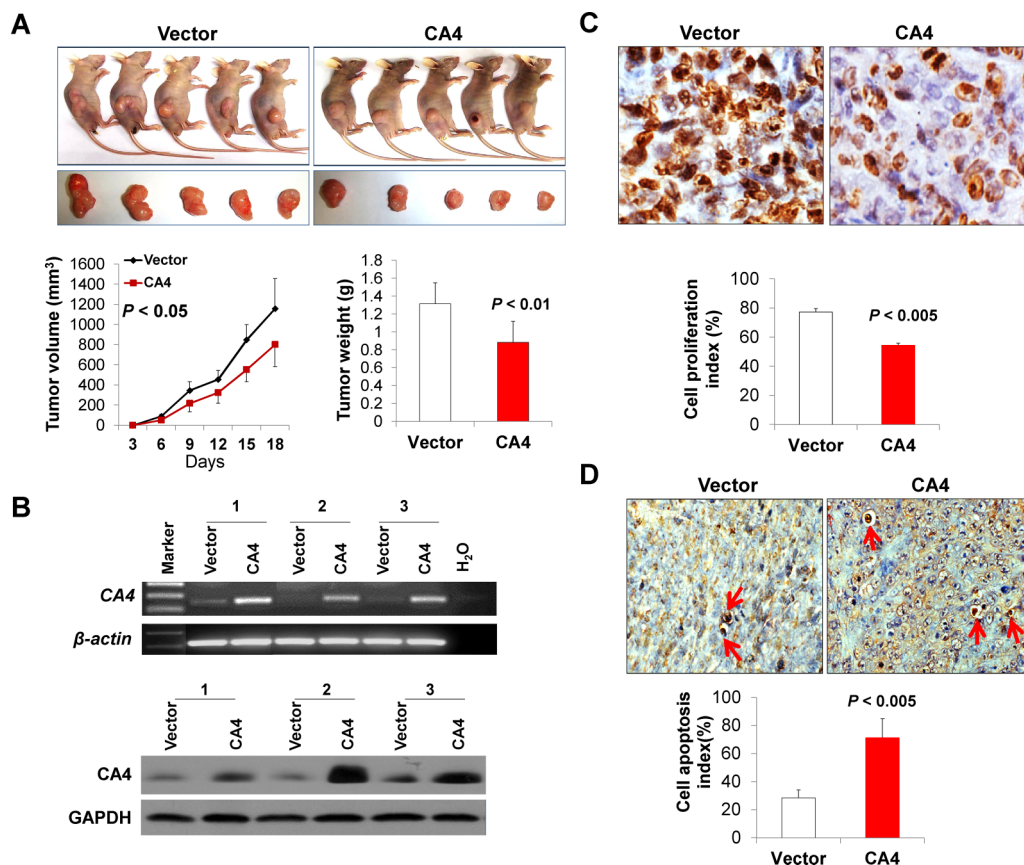 A
Vector
CA4
Tumor volume (mm³)
1600
1400
1200
1000
800
600
400
200
0
Vector
CA4
P < 0.05
3 6 9 12 15 18
Days
Tumor weight (g)
1.8
1.6
1.4
1.2
1
0.8
0.6
0.4
0.2
0
P < 0.01
Vector CA4
B
1 2 3
Marker Vector CA4 Vector CA4 Vector CA4 H₂O
CA4
β-actin
1 2 3
Vector CA4 Vector CA4 Vector CA4
CA4
GAPDH
C
Vector
CA4
Cell proliferation
index (%)
100
80
60
40
20
0
P < 0.005
Vector CA4
D
Vector
CA4
Cell apoptosis
index(%)
100
80
60
40
20
0
P < 0.005
Vector CA4